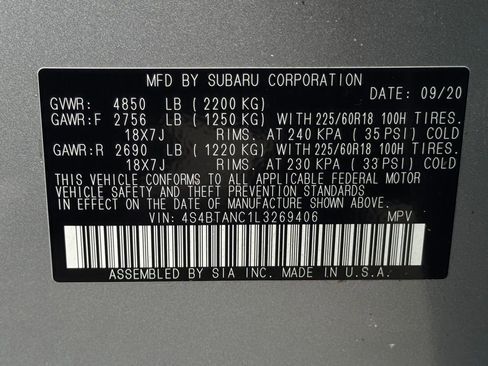 MFD BY SUBARU CORPORATION
DATE: 09/20
GVWR: 4850 LB (2200 KG)
GAWR:F 2756 LB (1250 KG) WITH 225/60R18 100H TIRES.
18X7J RIMS. AT 240 KPA (35 PSI) COLD
GAWR:R 2690 LB (1220 KG) WITH 225/60R18 100H TIRES.
18X7J RIMS. AT 230 KPA (33 PSI) COLD
THIS VEHICLE CONFORMS TO ALL APPLICABLE FEDERAL MOTOR
VEHICLE SAFETY AND THEFT PREVENTION STANDARDS
IN EFFECT ON THE DATE OF MANUFACTURE SHOWN ABOVE.
VIN: 4S4BTANC1L3269406 MPV
ASSEMBLED BY SIA INC. MADE IN U.S.A.